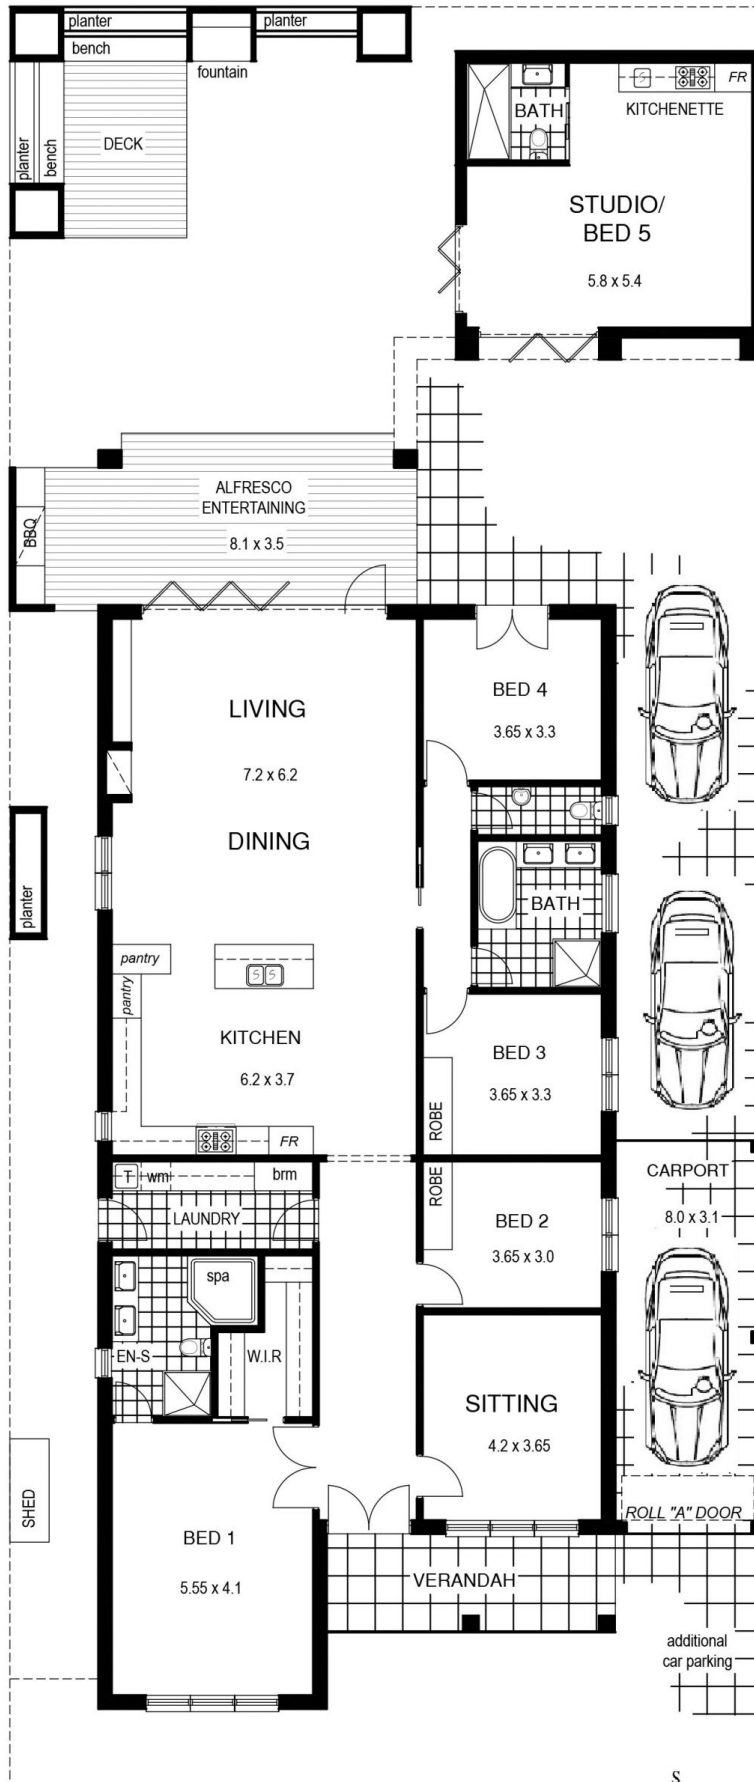 planter
planter
bench
fountain
planter
bench
DECK
BATH
FR
KITCHENETTE
STUDIO/
BED 5
5.8 x 5.4
ALFRESCO
ENTERTAINING
8.1 x 3.5
BBQ
LIVING
7.2 x 6.2
DINING
BED 4
3.65 x 3.3
planter
BATH
pantry
pantry
S S
KITCHEN
6.2 x 3.7
FR
BED 3
3.65 x 3.3
ROBE
T
wm
brm
LAUNDRY
ROBE
BED 2
3.65 x 3.0
CARPORT
8.0 x 3.1
spa
EN-S
W.I.R
SITTING
4.2 x 3.65
SHED
BED 1
5.55 x 4.1
ROLL "A" DOOR
VERANDAH
additional
car parking
S